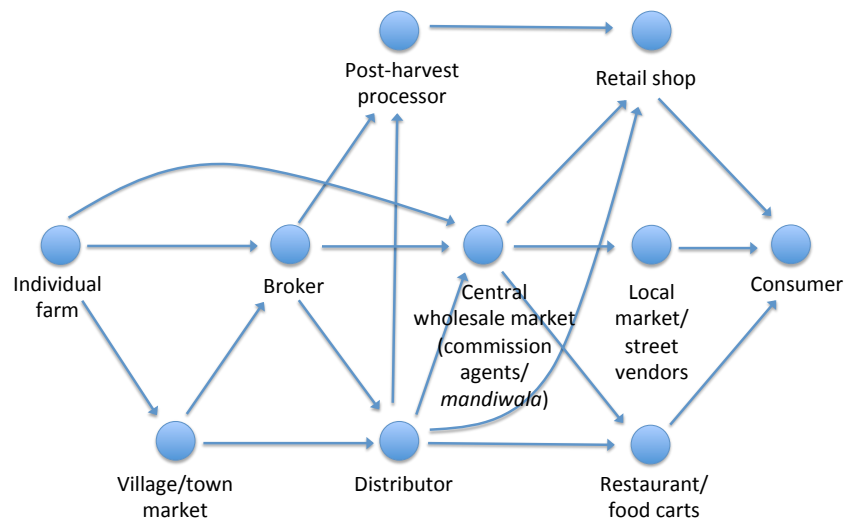 Post-harvest
processor
Retail shop
Individual
farm
Broker
Central
wholesale market
(commission
agents/
mandiwala)
Local
market/
street
vendors
Consumer
Village/town
market
Distributor
Restaurant/
food carts